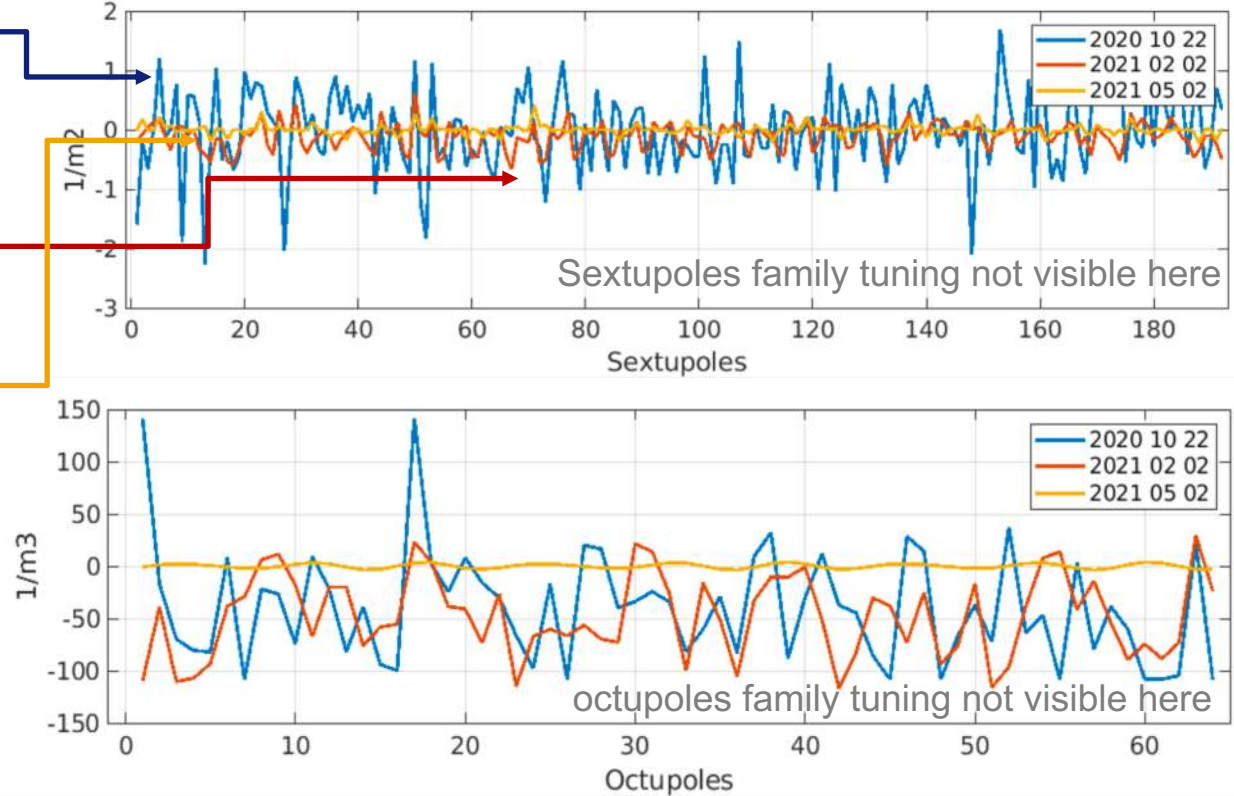 2
1
0
-1
-2
-3
1/m2
2020 10 22
2021 02 02
2021 05 02
Sextupoles family tuning not visible here
0 20 40 60 80 100 120 140 160 180
Sextupoles
150
100
50
0
-50
-100
-150
1/m3
2020 10 22
2021 02 02
2021 05 02
octupoles family tuning not visible here
0 10 20 30 40 50 60
Octupoles